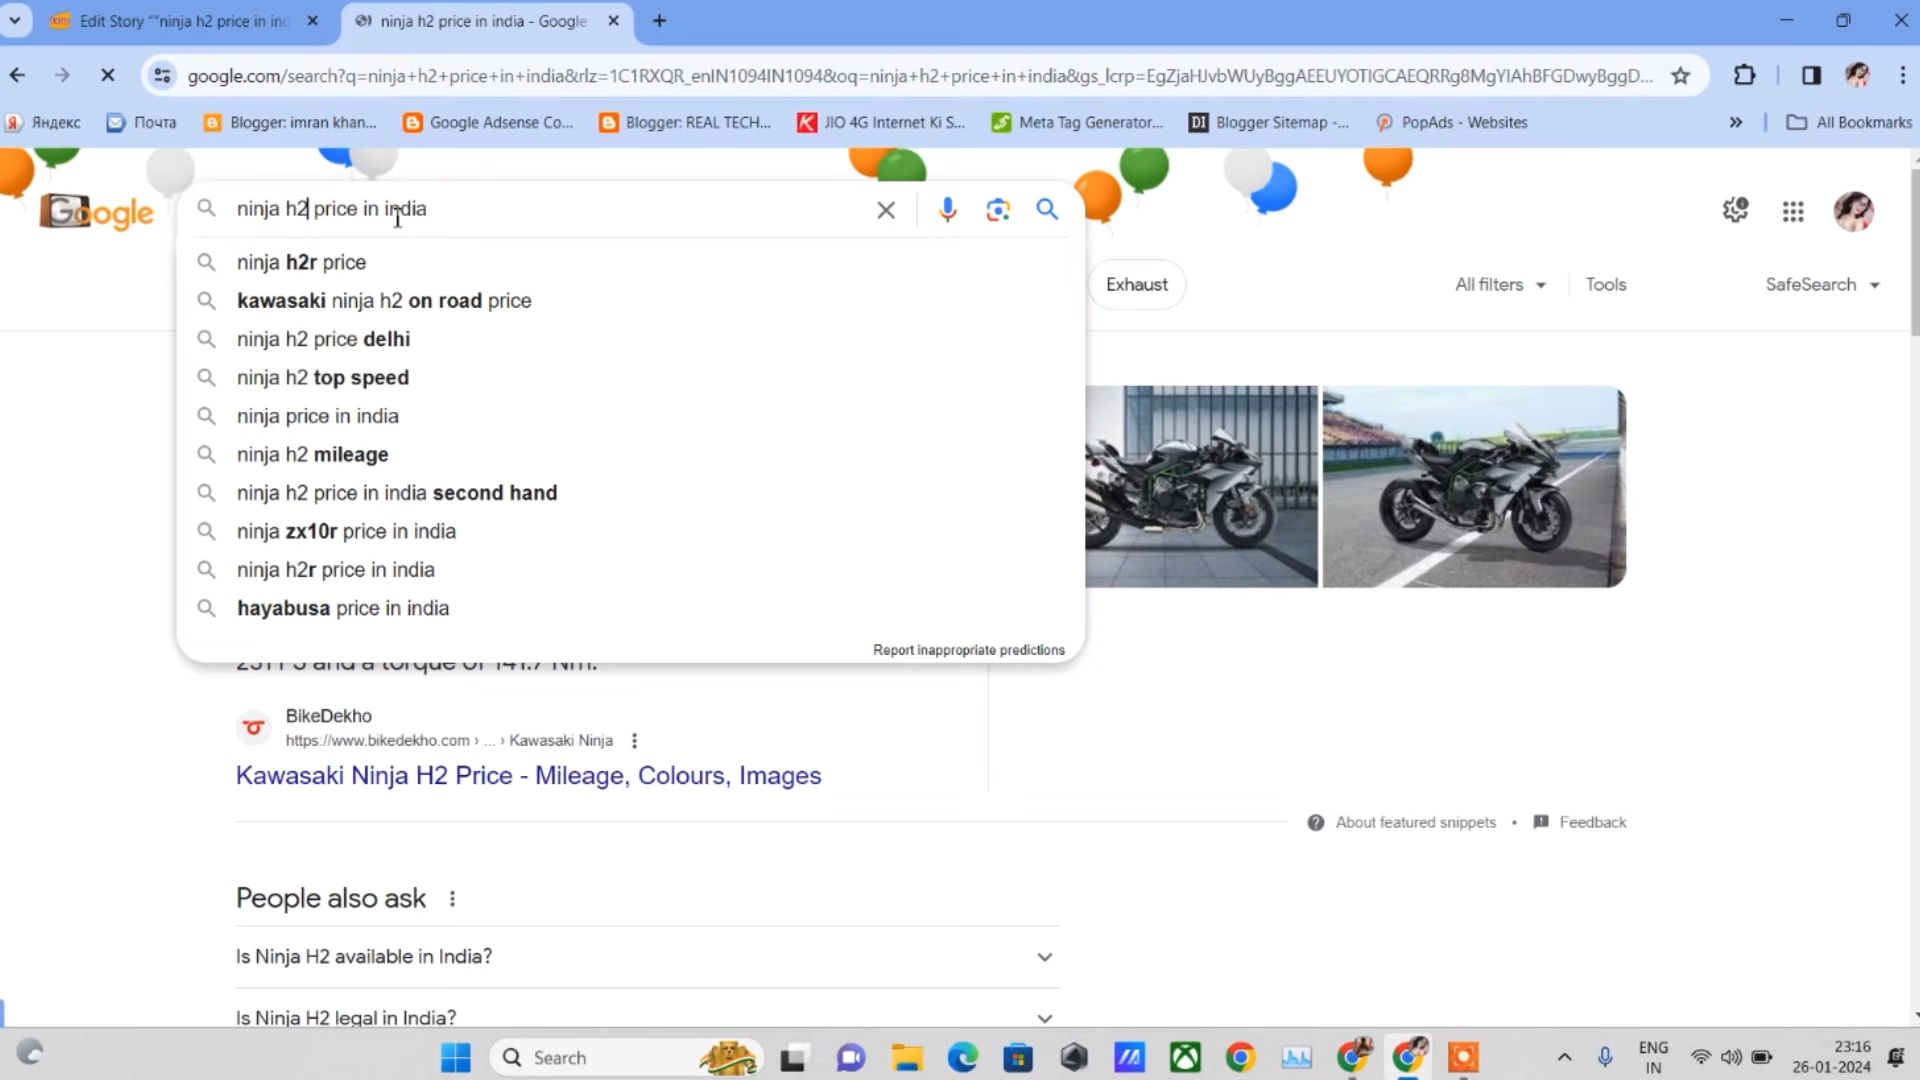 Edit Story "“ninja h2 price in inc
ninja h2 price in india - Google
google.com/search?q=ninja+h2+price+in+india&rlz=1C1RXQR_enIN1094IN1094&oq=ninja+h2+price+in+india&gs_lcrp=EgZjaHJvbWUyBggAEEUYOTIGCAEQRRg8MgYIAhBFGDwyBggD...
Яндекс
Почта
Blogger: imran khan...
Google Adsense Co...
Blogger: REAL TECH...
JIO 4G Internet Ki S...
Meta Tag Generator...
DI Blogger Sitemap -...
PopAds - Websites
» All Bookmarks
Google
ninja h2 price in india
ninja h2r price
kawasaki ninja h2 on road price
ninja h2 price delhi
ninja h2 top speed
ninja price in india
ninja h2 mileage
ninja h2 price in india second hand
ninja zx10r price in india
ninja h2r price in india
hayabusa price in india
Report inappropriate predictions
Exhaust
All filters
Tools
SafeSearch
and a torque of 141.7 Nm.
BikeDekho
https://www.bikedekho.com › ... › Kawasaki Ninja
Kawasaki Ninja H2 Price - Mileage, Colours, Images
About featured snippets • Feedback
People also ask
Is Ninja H2 available in India?
Is Ninja H2 legal in India?
Search
ENG
IN
23:16
26-01-2024